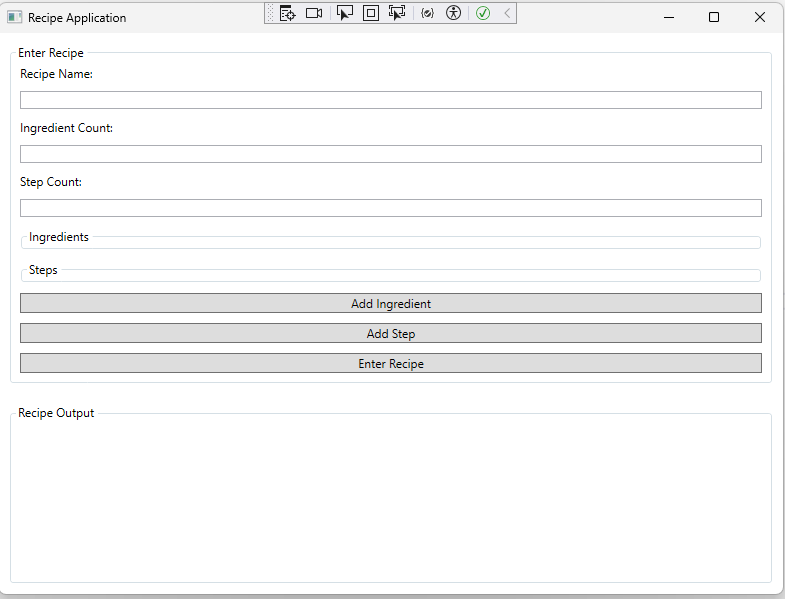 Recipe Application
Enter Recipe
Recipe Name:
Ingredient Count:
Step Count:
Ingredients
Steps
Add Ingredient
Add Step
Enter Recipe
Recipe Output